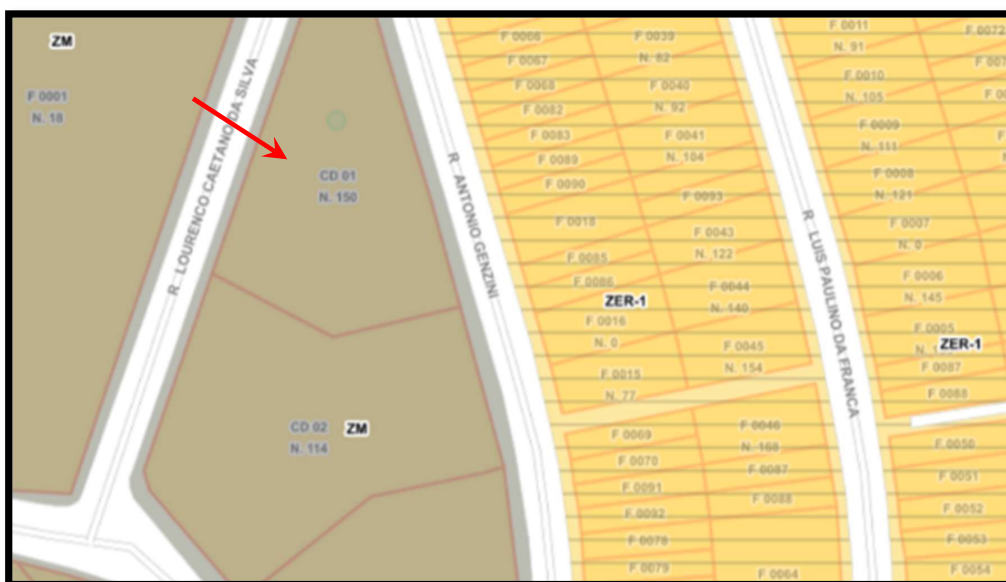 ZM
F 0001
N. 18
R LOURENCO CAETANO DA SILVA
CD 01
N. 150
R ANTONIO GENZINI
CD 02
N. 114
ZM
F 0066
F 0067
F 0068
F 0082
F 0083
F 0089
F 0090
F 0018
F 0085
F 0086
ZER-1
F 0016
N. 0
F 0015
N. 77
F 0069
F 0070
F 0091
F 0092
F 0078
F 0079
F 0039
N. 82
F 0040
N. 92
F 0041
N. 104
F 0093
F 0043
N. 122
F 0044
N. 140
F 0045
N. 154
F 0046
N. 168
F 0087
F 0088
F 0064
R LUIS PAULINO DA FRANCA
F 0011
N. 91
F 0010
N. 105
F 0009
N. 111
F 0008
N. 121
F 0007
N. 0
F 0006
N. 145
F 0005
ZER-1
F 0087
F 0088
F 0050
F 0051
F 0052
F 0053
F 0054
F 0072